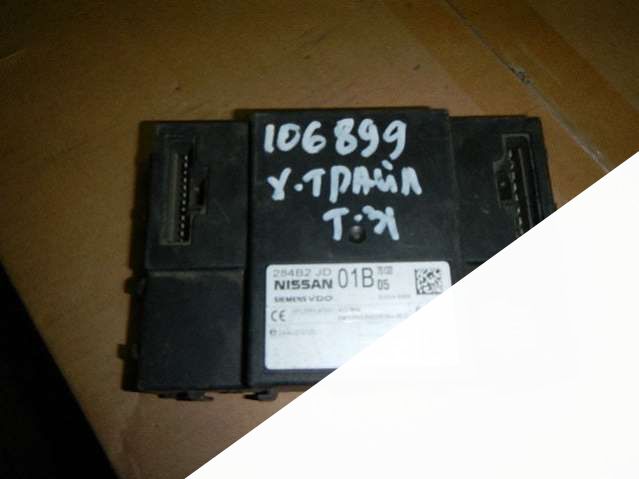 106899
х-трайл
Т-31
284B2 JD
NISSAN 01B
05
SIEMENS VDO
CE